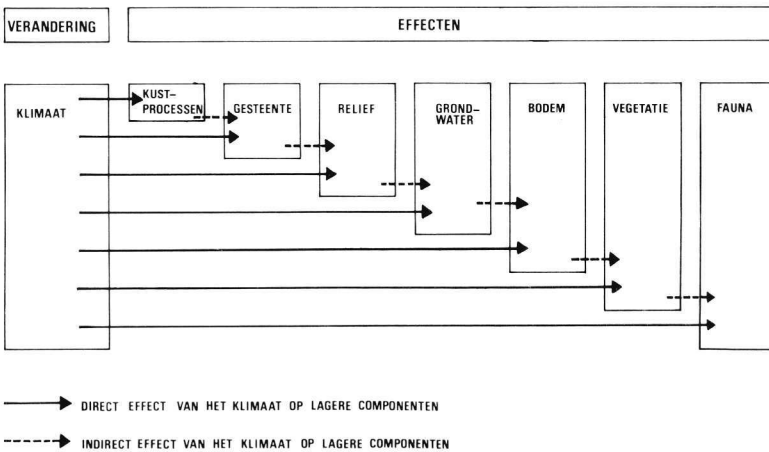 VERANDERING
EFFECTEN
KLIMAAT
KUST-
PROCESSEN
GESTEENTE
RELIEF
GROND-
WATER
BODEM
VEGETATIE
FAUNA
DIRECT EFFECT VAN HET KLIMAAT OP LAGERE COMPONENTEN
INDIRECT EFFECT VAN HET KLIMAAT OP LAGERE COMPONENTEN